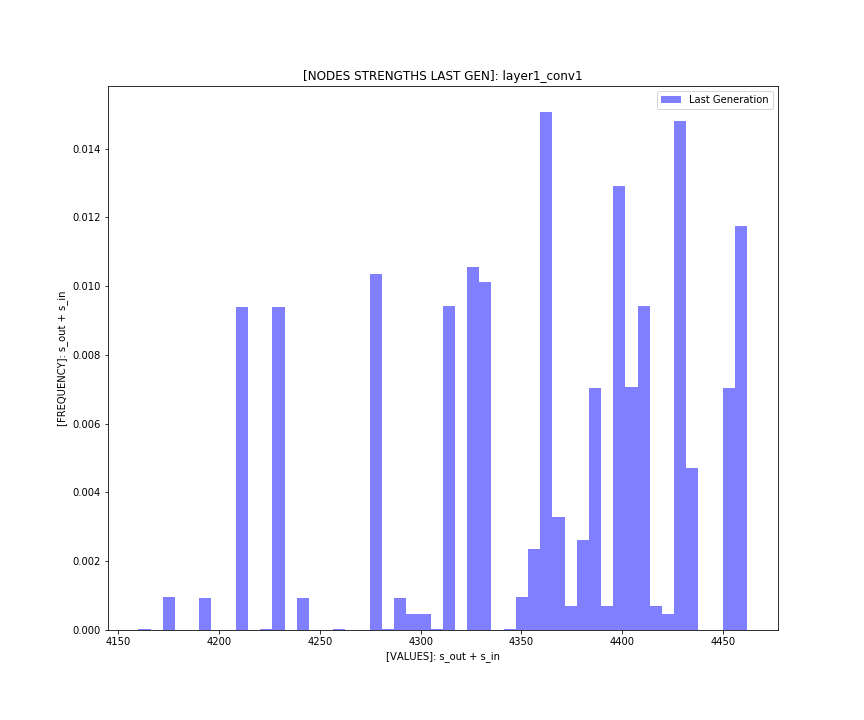 [NODES STRENGTHS LAST GEN]: layer1_conv1
Last Generation
0.014
0.012
0.010
0.008
0.006
0.004
0.002
0.000
[FREQUENCY]: s_out + s_in
4150 4200 4250 4300 4350 4400 4450
[VALUES]: s_out + s_in